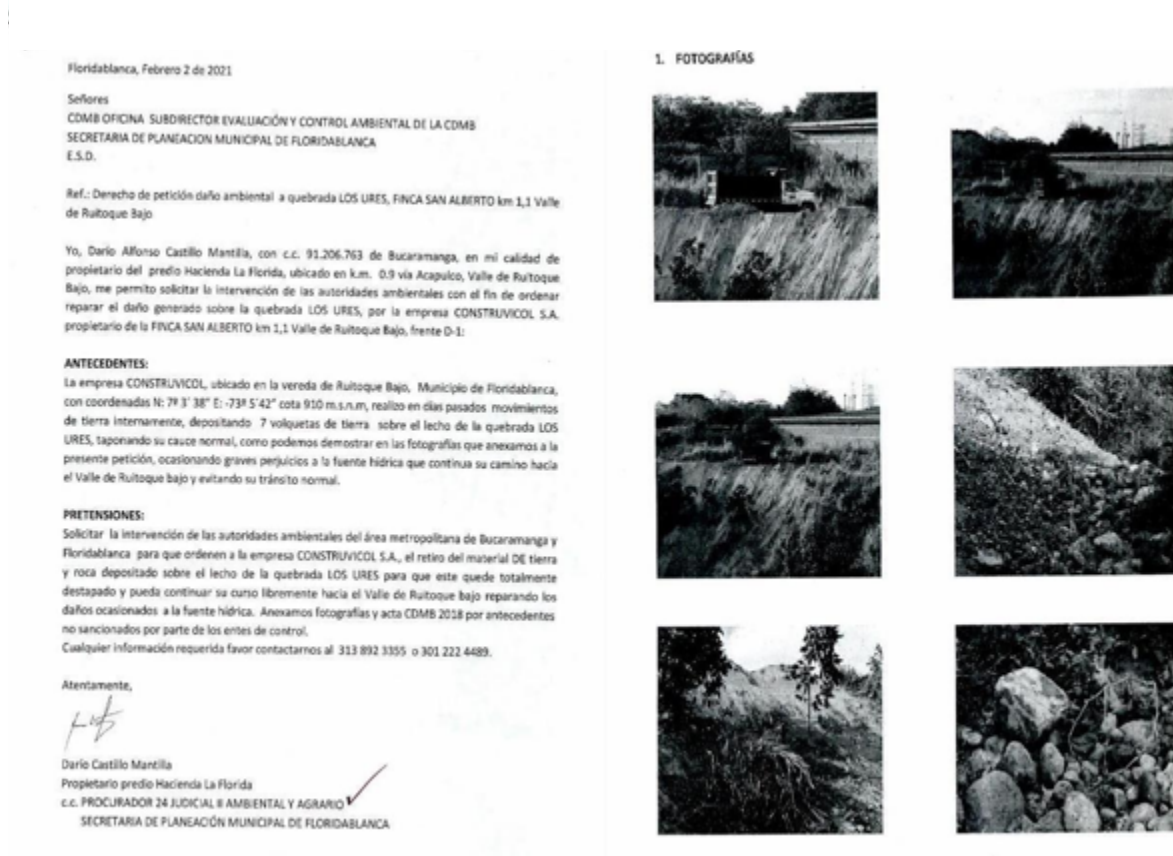 Floridablanca, Febrero 2 de 2021
Señores
CDMB OFICINA SUBDIRECTOR EVALUACIÓN Y CONTROL AMBIENTAL DE LA CDMB
SECRETARIA DE PLANEACION MUNICIPAL DE FLORIDABLANCA
E.S.D.
Ref.: Derecho de petición daño ambiental a quebrada LOS URES, FINCA SAN ALBERTO km 1,1 Valle
de Ruitoque Bajo
Yo, Darío Alfonso Castillo Mantilla, con c.c. 91.206.763 de Bucaramanga, en mi calidad de
propietario del predio Hacienda La Florida, ubicado en k.m. 0.9 vía Acapulco, Valle de Ruitoque
Bajo, me permito solicitar la intervención de las autoridades ambientales con el fin de ordenar
reparar el daño generado sobre la quebrada LOS URES, por la empresa CONSTRUVICOL S.A.
propietario de la FINCA SAN ALBERTO km 1,1 Valle de Ruitoque Bajo, frente D-1:
ANTECEDENTES:
La empresa CONSTRUVICOL, ubicado en la vereda de Ruitoque Bajo, Municipio de Floridablanca,
con coordenadas N: 7º 3´ 38" E: -73º 5´42" cota 910 m.s.n.m, realizo en días pasados movimientos
de tierra internamente, depositando 7 volquetas de tierra sobre el lecho de la quebrada LOS
URES, taponando su cauce normal, como podemos demostrar en las fotografías que anexamos a la
presente petición, ocasionando graves perjuicios a la fuente hídrica que continua su camino hacia
el Valle de Ruitoque bajo y evitando su tránsito normal.
PRETENSIONES:
Solicitar la intervención de las autoridades ambientales del área metropolitana de Bucaramanga y
Floridablanca para que ordenen a la empresa CONSTRUVICOL S.A., el retiro del material DE tierra
y roca depositado sobre el lecho de la quebrada LOS URES para que este quede totalmente
destapado y pueda continuar su curso libremente hacia el Valle de Ruitoque bajo reparando los
daños ocasionados a la fuente hídrica. Anexamos fotografías y acta CDMB 2018 por antecedentes
no sancionados por parte de los entes de control.
Cualquier información requerida favor contactarnos al 313 892 3355 o 301 222 4489.
Atentamente,
Darío Castillo Mantilla
Propietario predio Hacienda La Florida
c.c. PROCURADOR 24 JUDICIAL II AMBIENTAL Y AGRARIO
SECRETARIA DE PLANEACIÓN MUNICIPAL DE FLORIDABLANCA
1. FOTOGRAFÍAS